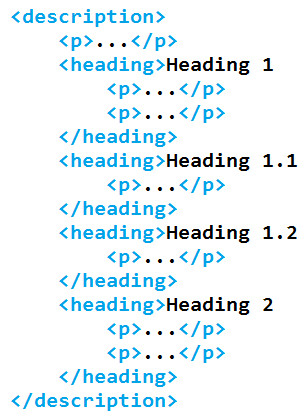 <description>
<p>...</p>
<heading>Heading 1
<p>...</p>
<p>...</p>
</heading>
<heading>Heading 1.1
<p>...</p>
</heading>
<heading>Heading 1.2
<p>...</p>
</heading>
<heading>Heading 2
<p>...</p>
<p>...</p>
</heading>
</description>